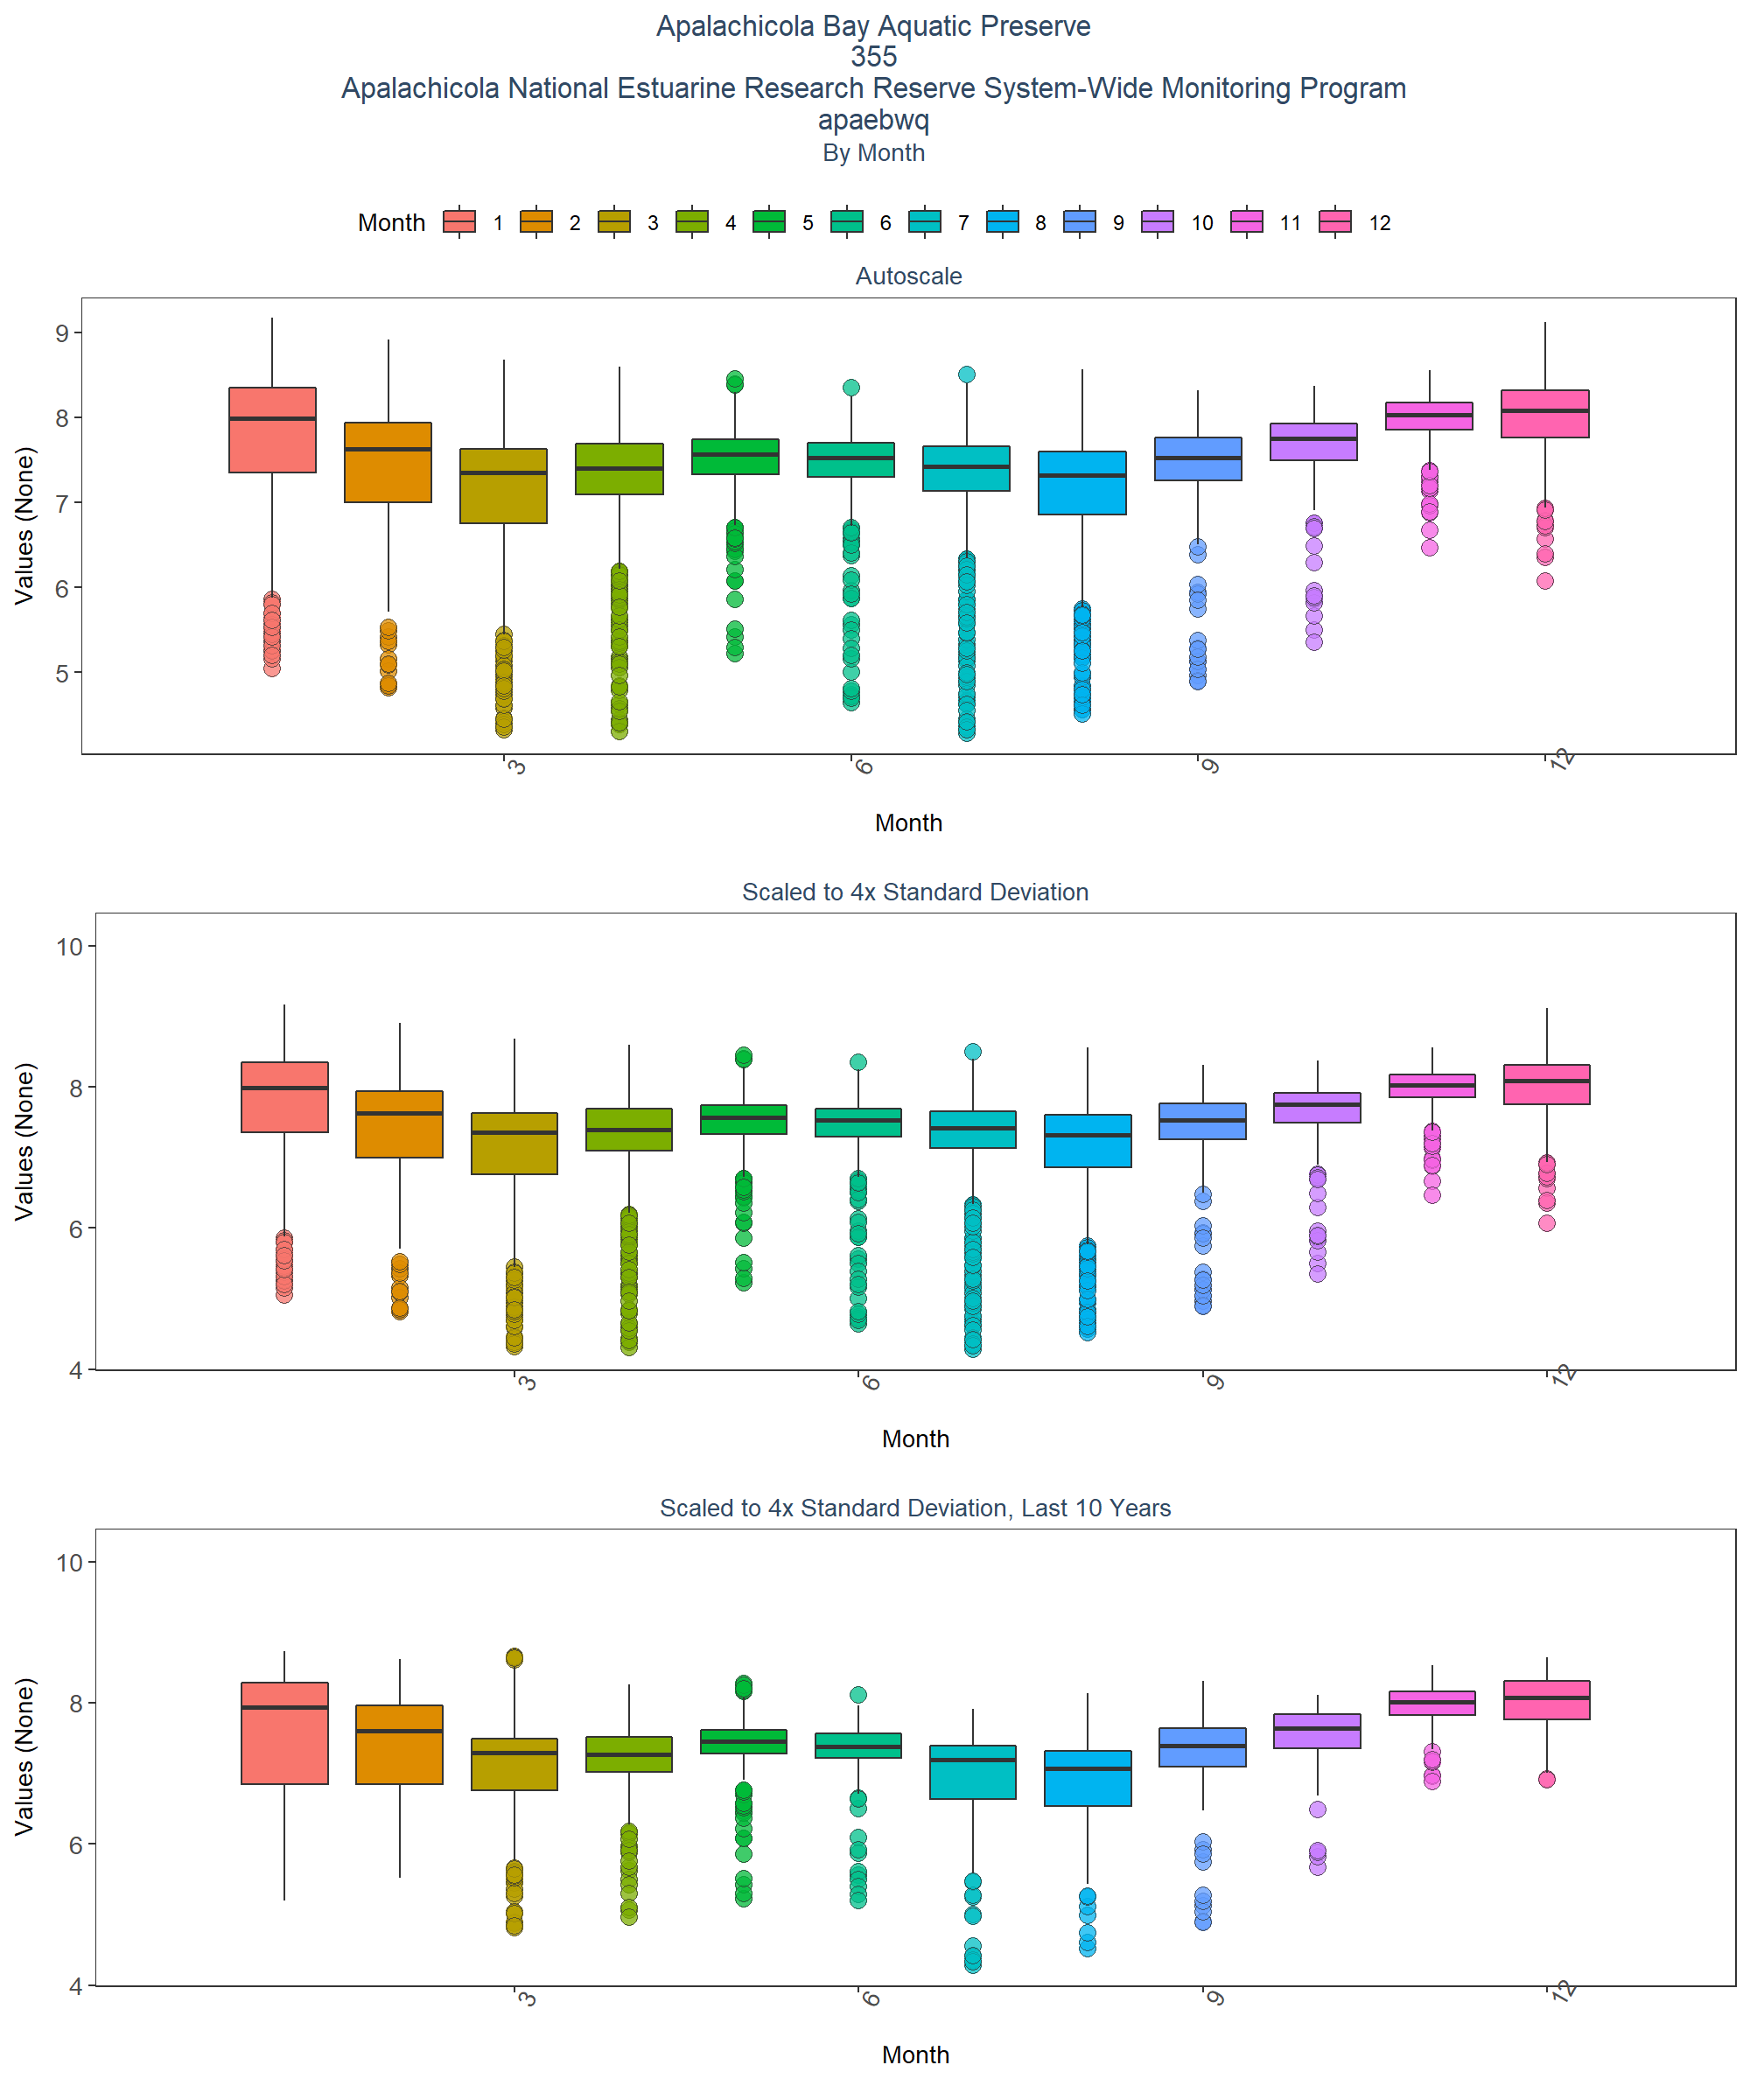 Apalachicola Bay Aquatic Preserve
355
Apalachicola National Estuarine Research Reserve System-Wide Monitoring Program
apaebwq
By Month
Month 1 2 3 4 5 6 7 8 9 10 11 12
Autoscale
Values (None)
9
8
7
6
5
3 6 9 12
Month
Scaled to 4x Standard Deviation
Values (None)
10
8
6
4
3 6 9 12
Month
Scaled to 4x Standard Deviation, Last 10 Years
Values (None)
10
8
6
4
3 6 9 12
Month